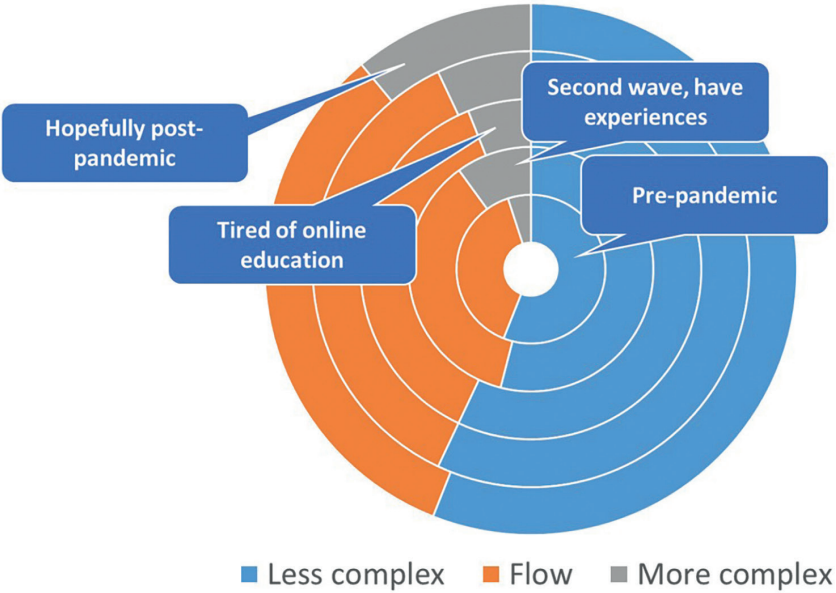 Second wave, have
experiences
Hopefully post-
pandemic
Pre-pandemic
Tired of online
education
Less complex
Flow
More complex